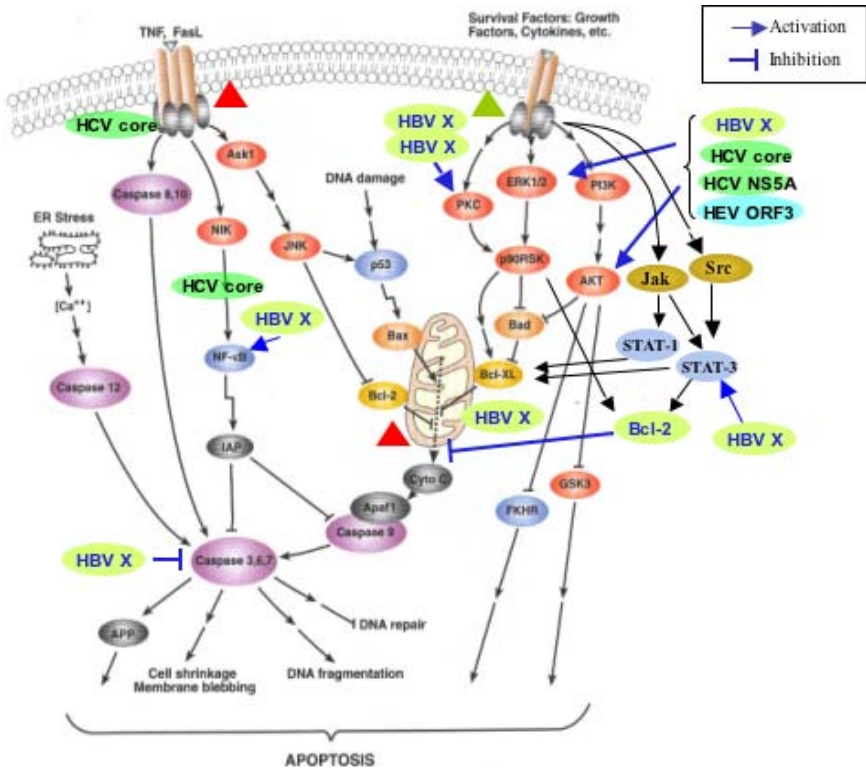 TNF, FasL
Survival Factors: Growth
Factors, Cytokines, etc.
Activation
Inhibition
HCV core
HBV X
HBV X
HBV X
HCV core
HCV NS5A
HEV ORF3
Ask1
Caspase 8,10
DNA damage
PKC
ERK1/2
PI3K
ER Stress
NIK
JNK
p53
p90RSK
AKT
Jak
Src
[Ca⁺⁺]
HCV core
HBV X
NF-κB
Bax
Bad
STAT-1
STAT-3
Caspase 12
Bcl-2
Bcl-XL
HBV X
Bcl-2
HBV X
IAP
Cyto C
Apaf1
Caspase 9
FKHR
GSK3
HBV X
Caspase 3,6,7
APP
DNA repair
Cell shrinkage
Membrane blebbing
DNA fragmentation
APOPTOSIS